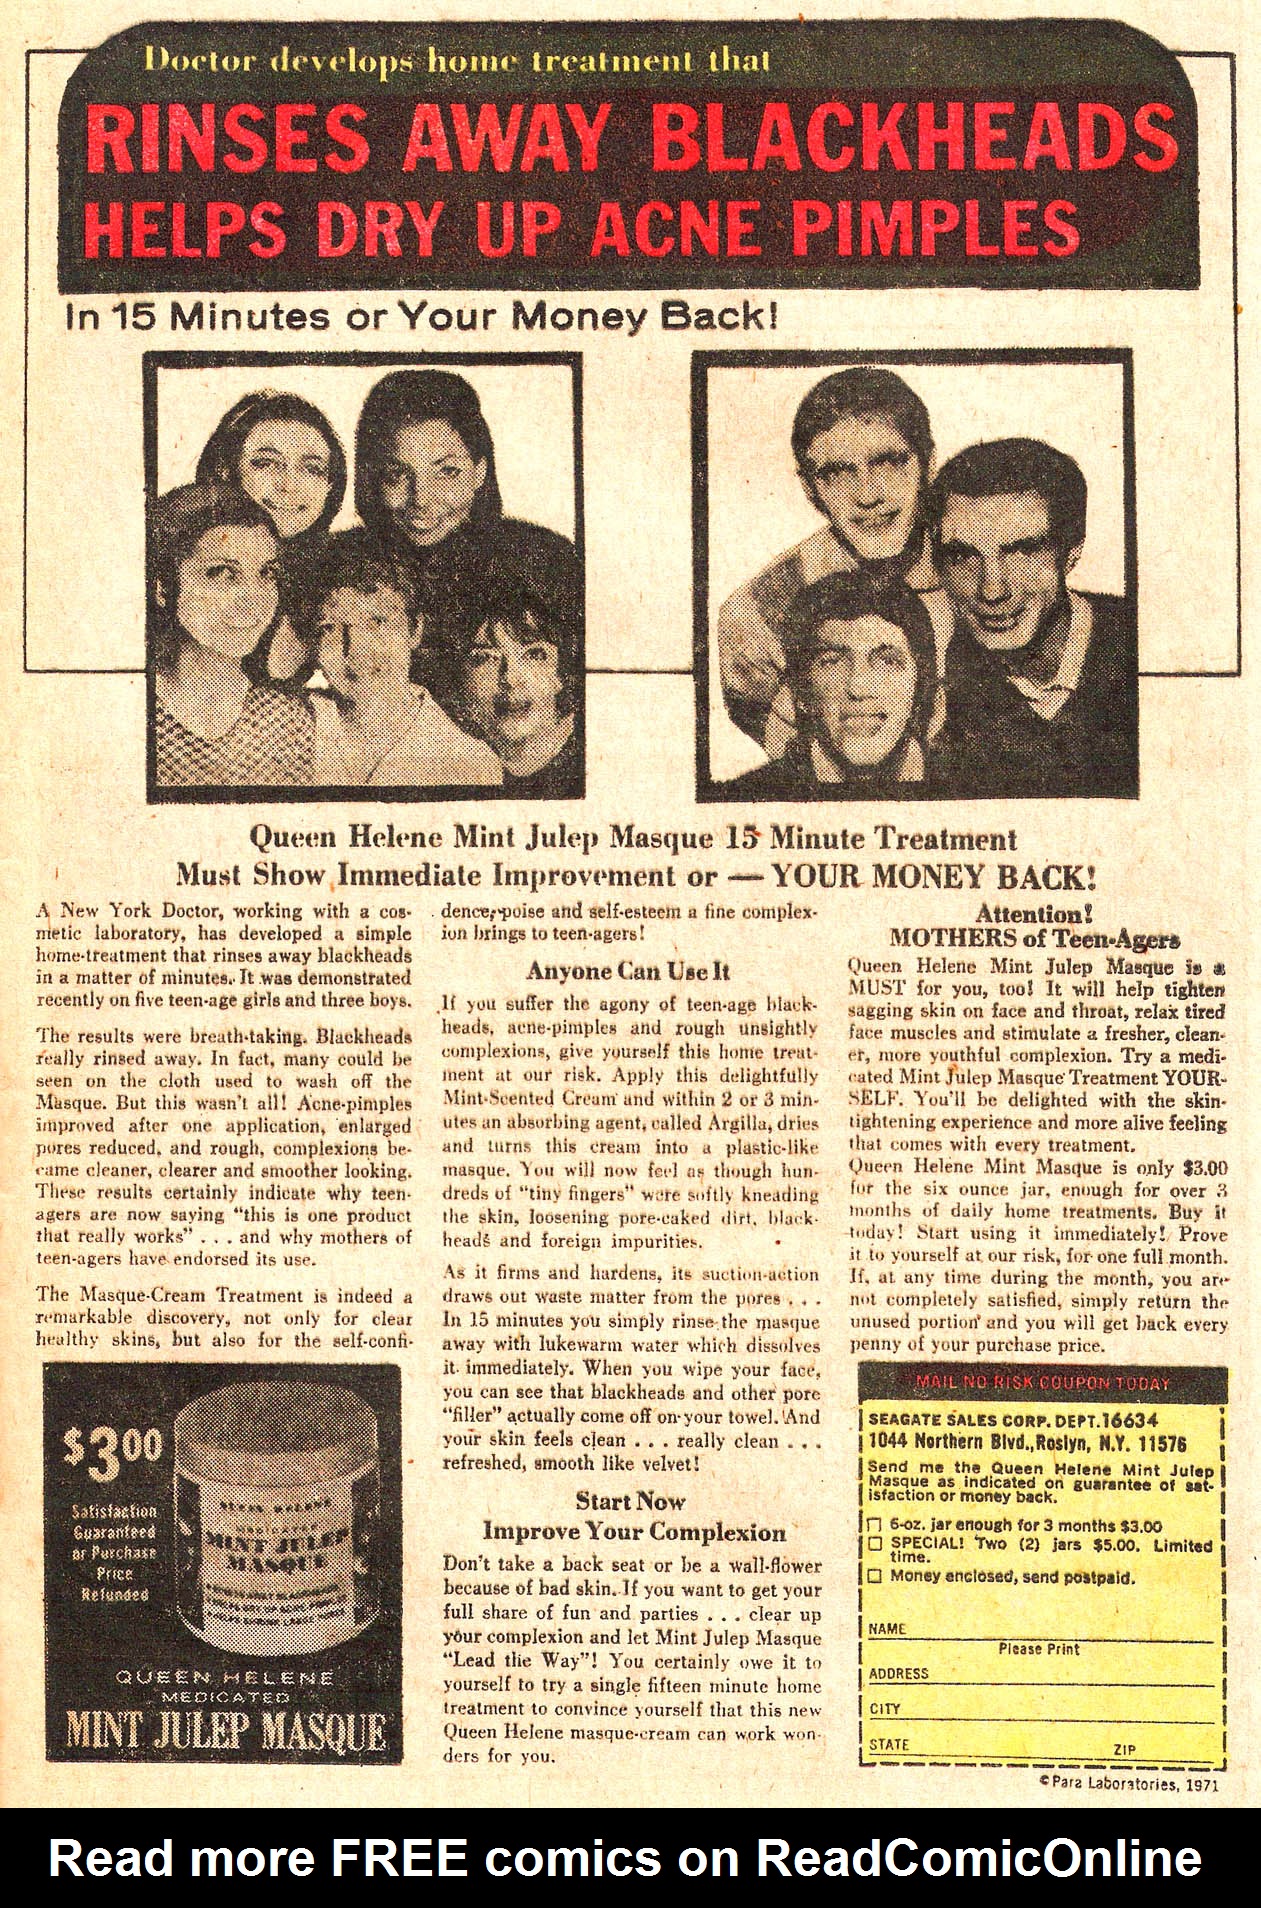 Doctor develops home treatment that
RINSES AWAY BLACKHEADS
HELPS DRY UP ACNE PIMPLES
In 15 Minutes or Your Money Back!
Queen Helene Mint Julep Masque 15 Minute Treatment
Must Show Immediate Improvement or — YOUR MONEY BACK!
A New York Doctor, working with a cos-
metic laboratory, has developed a simple
home-treatment that rinses away blackheads
in a matter of minutes. It was demonstrated
recently on five teen-age girls and three boys.
The results were breath-taking. Blackheads
really rinsed away. In fact, many could be
seen on the cloth used to wash off the
Masque. But this wasn't all! Acne-pimples
improved after one application, enlarged
pores reduced, and rough, complexions be-
came cleaner, clearer and smoother looking.
These results certainly indicate why teen-
agers are now saying "this is one product
that really works" . . . and why mothers of
teen-agers have endorsed its use.
The Masque-Cream Treatment is indeed a
remarkable discovery, not only for clear
healthy skins, but also for the self-confi-
$3.00
Satisfaction
Guaranteed
or Purchase
Price
Refunded
QUEEN HELENE
MEDICATED
MINT JULEP
MASQUE
QUEEN HELENE
MEDICATED
MINT JULEP MASQUE
dence, poise and self-esteem a fine complex-
ion brings to teen-agers!
Anyone Can Use It
If you suffer the agony of teen-age black-
heads, acne-pimples and rough unsightly
complexions, give yourself this home treat-
ment at our risk. Apply this delightfully
Mint-Scented Cream and within 2 or 3 min-
utes an absorbing agent, called Argilla, dries
and turns this cream into a plastic-like
masque. You will now feel as though hun-
dreds of "tiny fingers" were softly kneading
the skin, loosening pore-caked dirt, black-
heads and foreign impurities.
As it firms and hardens, its suction-action
draws out waste matter from the pores . . .
In 15 minutes you simply rinse the masque
away with lukewarm water which dissolves
it immediately. When you wipe your face,
you can see that blackheads and other pore
"filler" actually come off on your towel. And
your skin feels clean . . . really clean . . .
refreshed, smooth like velvet!
Start Now
Improve Your Complexion
Don't take a back seat or be a wall-flower
because of bad skin. If you want to get your
full share of fun and parties . . . clear up
your complexion and let Mint Julep Masque
"Lead the Way"! You certainly owe it to
yourself to try a single fifteen minute home
treatment to convince yourself that this new
Queen Helene masque-cream can work won-
ders for you.
Attention!
MOTHERS of Teen-Agers
Queen Helene Mint Julep Masque is a
MUST for you, too! It will help tighten
sagging skin on face and throat, relax tired
face muscles and stimulate a fresher, clean-
er, more youthful complexion. Try a medi-
cated Mint Julep Masque Treatment YOUR-
SELF. You'll be delighted with the skin-
tightening experience and more alive feeling
that comes with every treatment.
Queen Helene Mint Masque is only $3.00
for the six ounce jar, enough for over 3
months of daily home treatments. Buy it
today! Start using it immediately! Prove
it to yourself at our risk, for one full month.
If, at any time during the month, you are
not completely satisfied, simply return the
unused portion and you will get back every
penny of your purchase price.
MAIL NO RISK COUPON TODAY
SEAGATE SALES CORP. DEPT.16634
1044 Northern Blvd., Roslyn, N.Y. 11576
Send me the Queen Helene Mint Julep
Masque as indicated on guarantee of sat-
isfaction or money back.
6-oz. jar enough for 3 months $3.00
SPECIAL! Two (2) jars $5.00. Limited
time.
Money enclosed, send postpaid.
NAME
Please Print
ADDRESS
CITY
STATE ZIP
© Para Laboratories, 1971
Read more FREE comics on ReadComicOnline